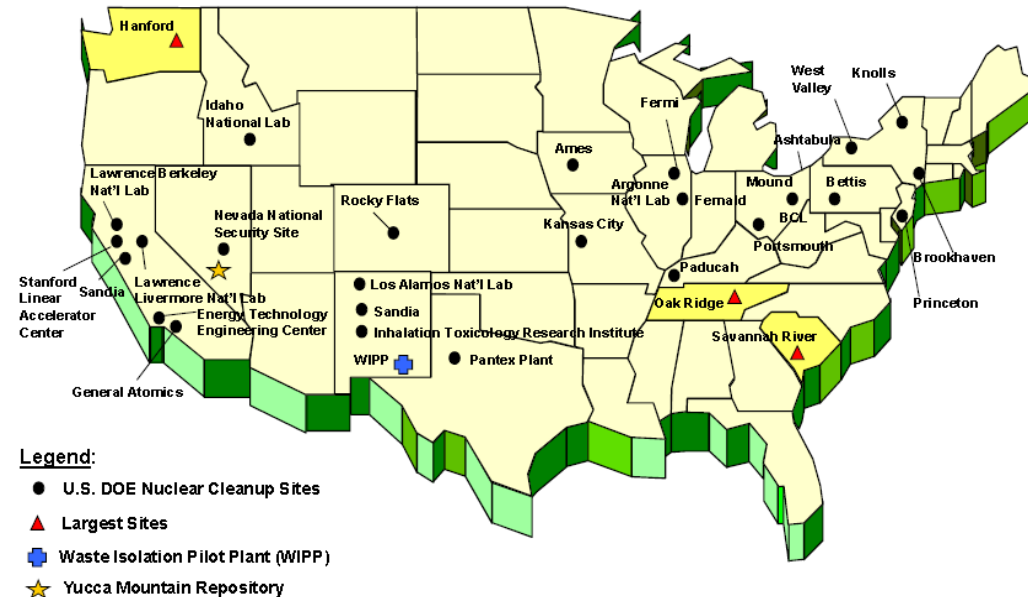 Hanford
Idaho
National Lab
Lawrence Berkeley
Nat'l Lab
Nevada National
Security Site
Stanford
Linear
Accelerator
Center
Sandia
Lawrence
Livermore Nat'l Lab
Energy Technology
Engineering Center
General Atomics
Rocky Flats
Los Alamos Nat'l Lab
Sandia
Inhalation Toxicology Research Institute
WIPP
Pantex Plant
Ames
Kansas City
Fermi
Argonne
Nat'l Lab
Fernald
Paducah
Oak Ridge
Savannah River
Mound
BCL
Portsmouth
Ashtabula
Bettis
West
Valley
Knolls
Brookhaven
Princeton
Legend:
U.S. DOE Nuclear Cleanup Sites
Largest Sites
Waste Isolation Pilot Plant (WIPP)
Yucca Mountain Repository